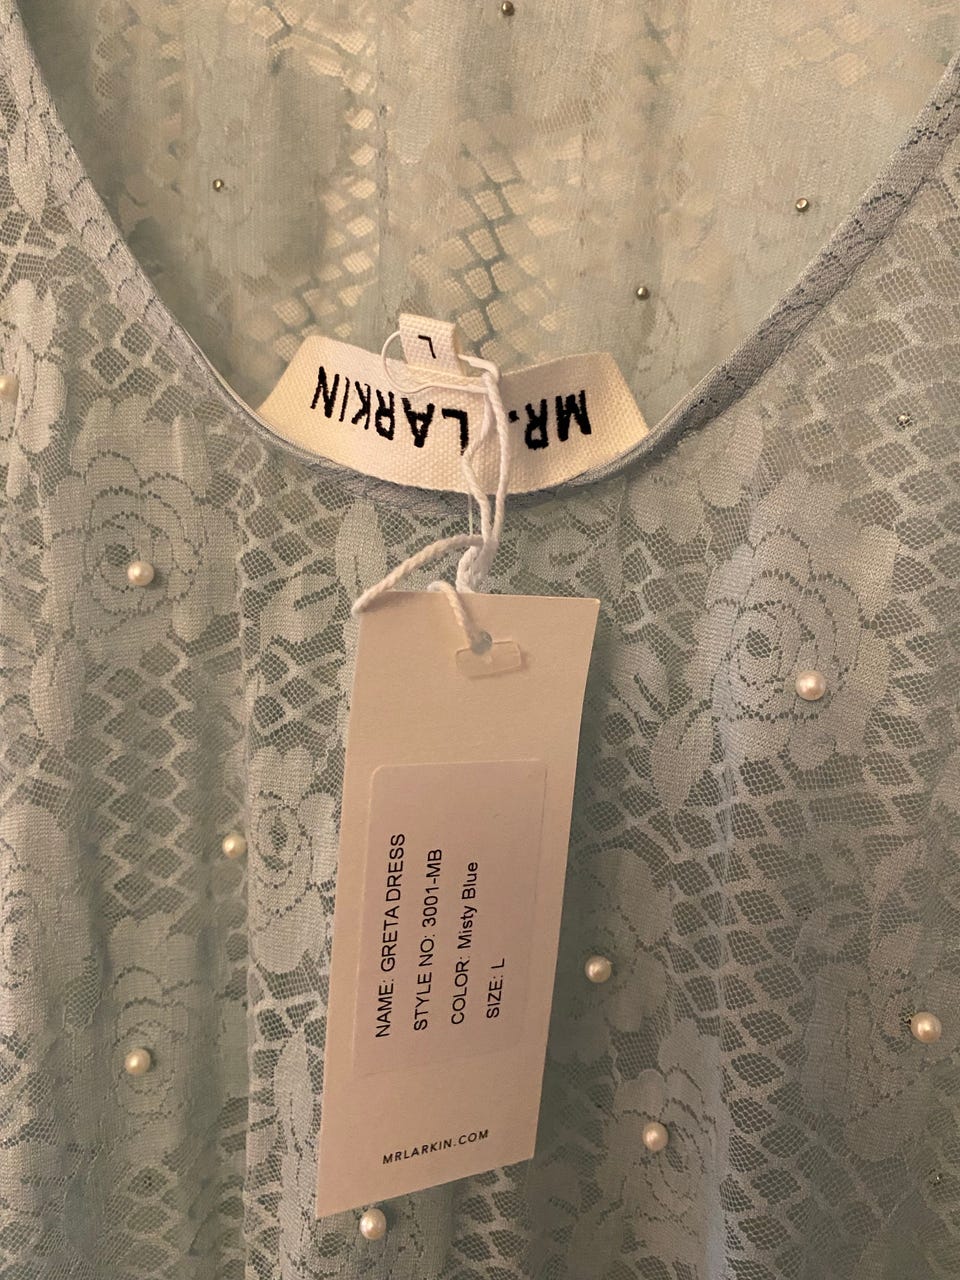 L
MR. LARKIN
NAME: GRETA DRESS
STYLE NO: 3001-MB
COLOR: Misty Blue
SIZE: L
MRLARKIN.COM